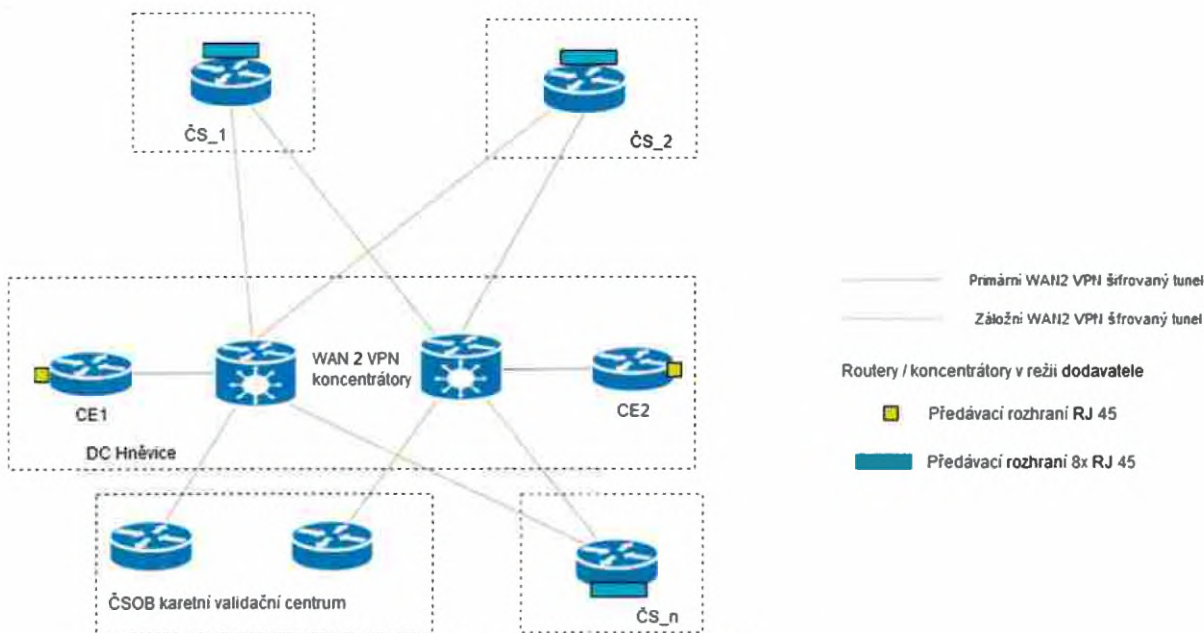 ČS_1
ČS_2
WAN 2 VPN
koncentrátory
CE1
CE2
DC Hněvice
ČSOB karetní validační centrum
ČS_n
Primární WAN2 VPN šifrovaný tunel
Záložní WAN2 VPN šifrovaný tunel
Routery / koncentrátory v režii dodavatele
Předávací rozhraní RJ 45
Předávací rozhraní 8x RJ 45